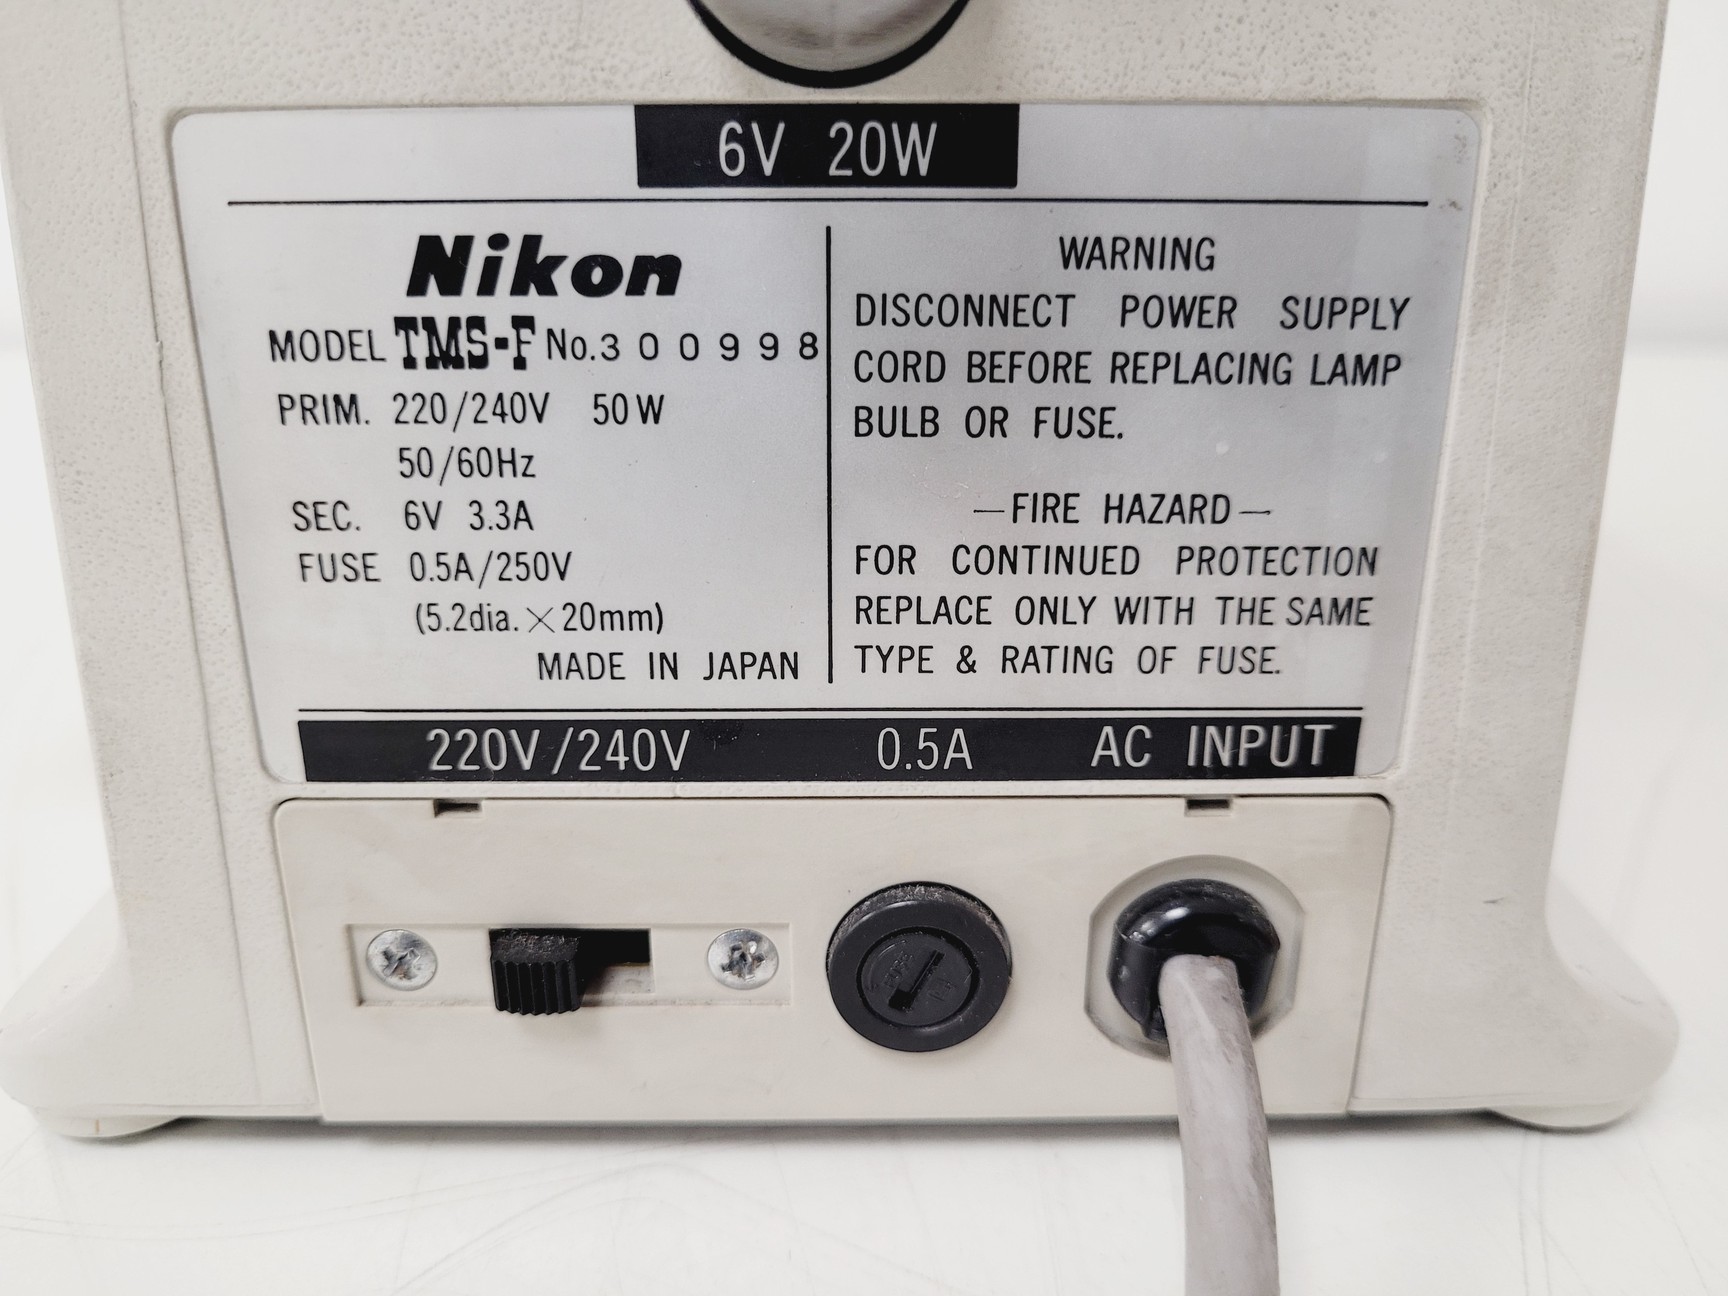 6V 20W
Nikon
MODEL TMS-F No.300998
PRIM. 220/240V 50W
50/60Hz
SEC. 6V 3.3A
FUSE 0.5A/250V
(5.2dia.×20mm)
MADE IN JAPAN
WARNING
DISCONNECT POWER SUPPLY
CORD BEFORE REPLACING LAMP
BULB OR FUSE.
—FIRE HAZARD—
FOR CONTINUED PROTECTION
REPLACE ONLY WITH THE SAME
TYPE & RATING OF FUSE.
220V/240V 0.5A AC INPUT